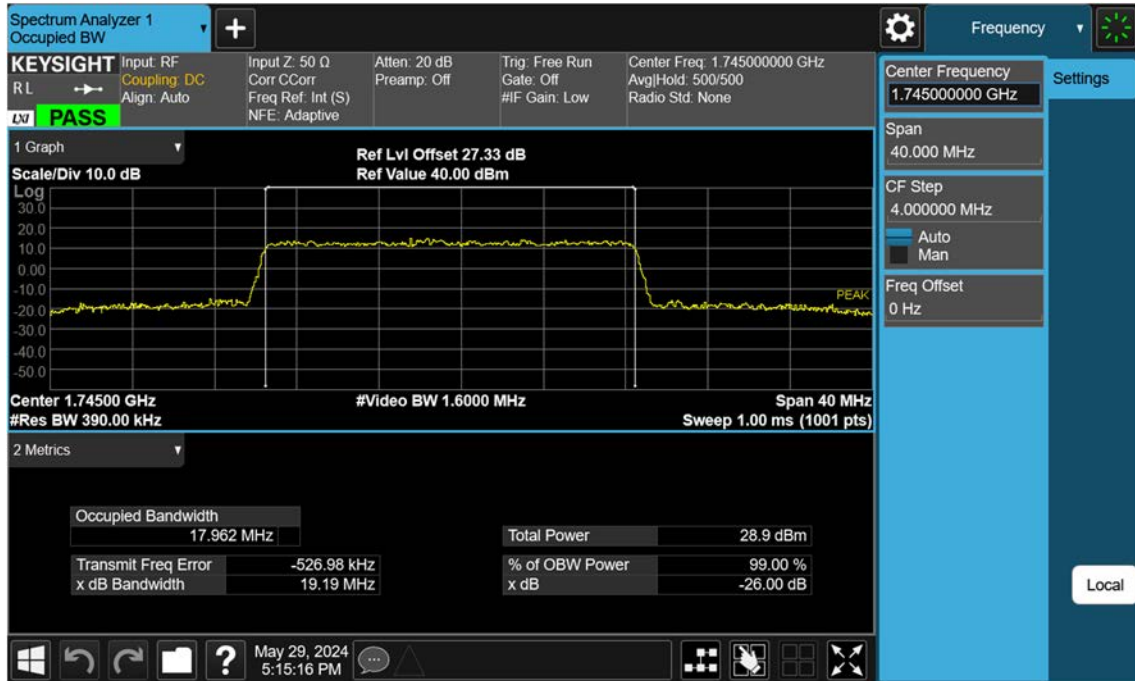 Spectrum Analyzer 1
Occupied BW
+
Frequency
KEYSIGHT
R L
LXI PASS
Input: RF
Coupling: DC
Align: Auto
Input Z: 50 Ω
Corr CCorr
Freq Ref: Int (S)
NFE: Adaptive
Atten: 20 dB
Preamp: Off
Trig: Free Run
Gate: Off
#IF Gain: Low
Center Freq: 1.745000000 GHz
Avg|Hold: 500/500
Radio Std: None
Center Frequency
1.745000000 GHz
Settings
Span
40.000 MHz
CF Step
4.000000 MHz
Auto
Man
Freq Offset
0 Hz
Local
1 Graph
Scale/Div 10.0 dB
Ref Lvl Offset 27.33 dB
Ref Value 40.00 dBm
Log
30.0
20.0
10.0
0.00
-10.0
-20.0
-30.0
-40.0
-50.0
PEAK
Center 1.74500 GHz
#Video BW 1.6000 MHz
Span 40 MHz
#Res BW 390.00 kHz
Sweep 1.00 ms (1001 pts)
2 Metrics
Occupied Bandwidth
17.962 MHz
Total Power 28.9 dBm
Transmit Freq Error -526.98 kHz
% of OBW Power 99.00 %
x dB Bandwidth 19.19 MHz
x dB -26.00 dB
?
May 29, 2024
5:15:16 PM